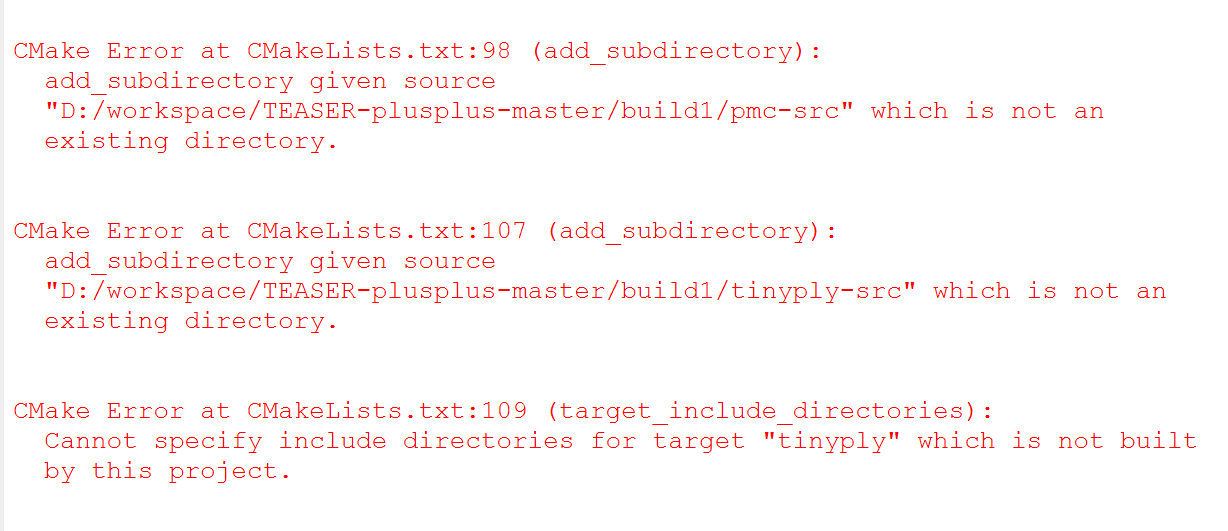 CMake Error at CMakeLists.txt:98 (add_subdirectory):
  add_subdirectory given source
  "D:/workspace/TEASER-plusplus-master/build1/pmc-src" which is not an
  existing directory.
CMake Error at CMakeLists.txt:107 (add_subdirectory):
  add_subdirectory given source
  "D:/workspace/TEASER-plusplus-master/build1/tinyply-src" which is not an
  existing directory.
CMake Error at CMakeLists.txt:109 (target_include_directories):
  Cannot specify include directories for target "tinyply" which is not built
  by this project.